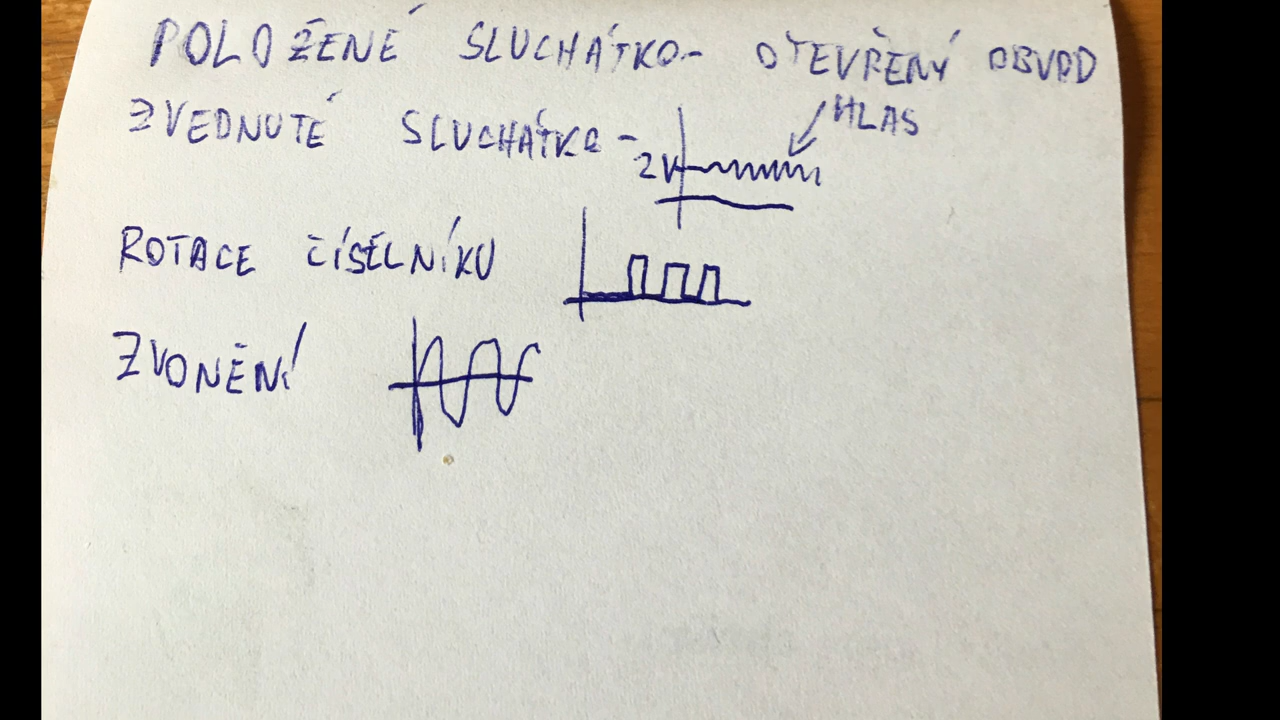 POLOŽENÉ SLUCHÁTKO - OTEVŘENÝ OBVOD
ZVEDNUTÉ SLUCHÁTKO - 2V HLAS
ROTACE ČÍSELNÍKU
ZVONĚNÍ